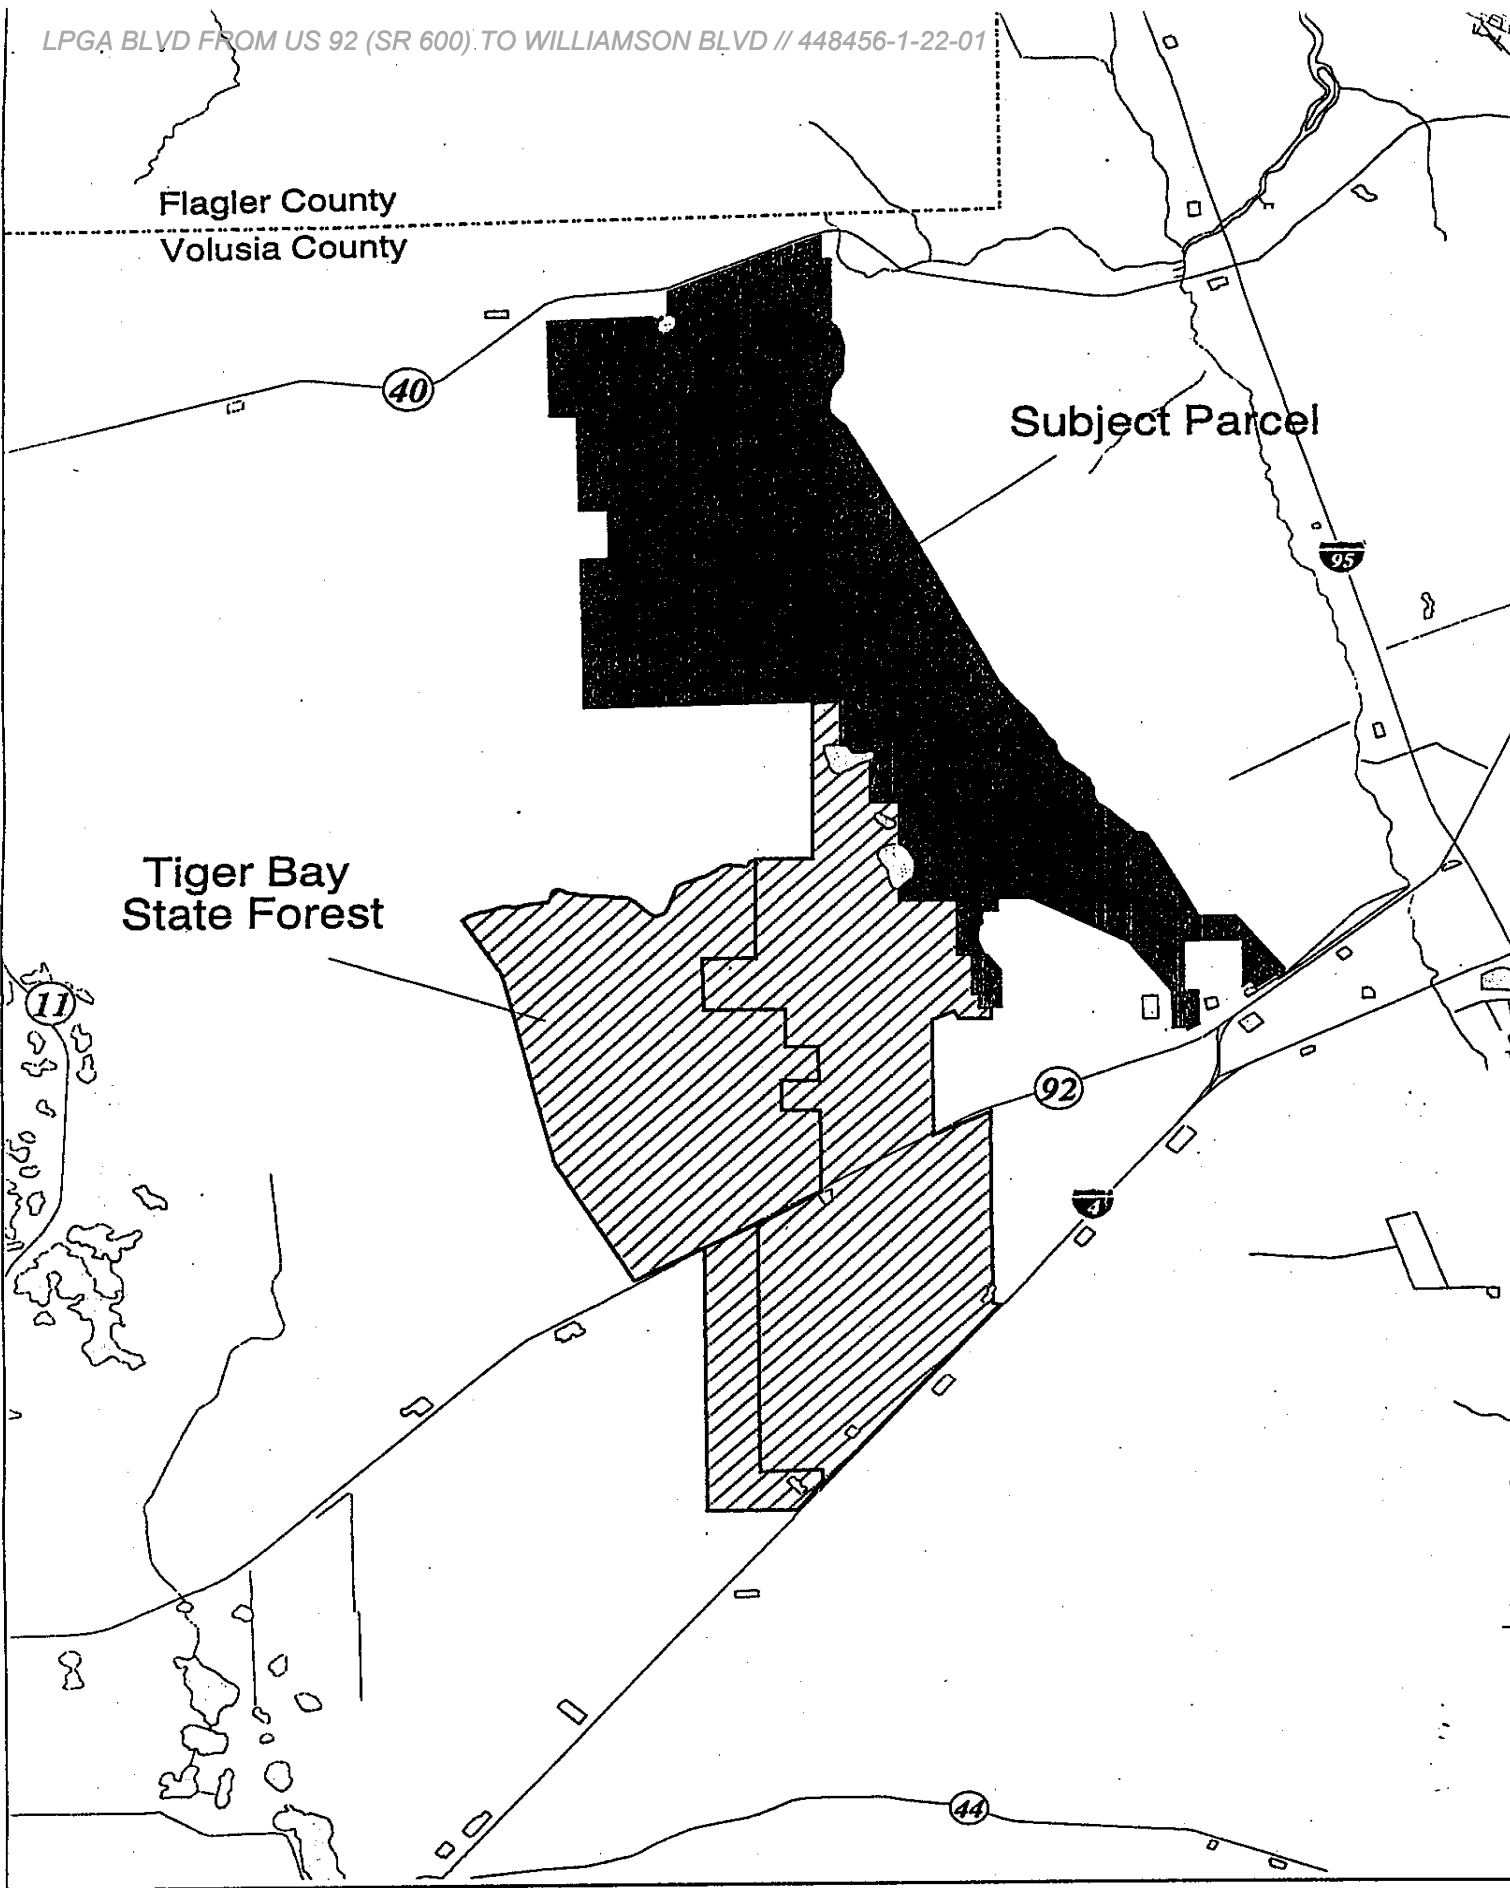 LPGA BLVD FROM US 92 (SR 600) TO WILLIAMSON BLVD // 448456-1-22-01
Flagler County
Volusia County
40
Subject Parcel
95
Tiger Bay
State Forest
11
92
4
44